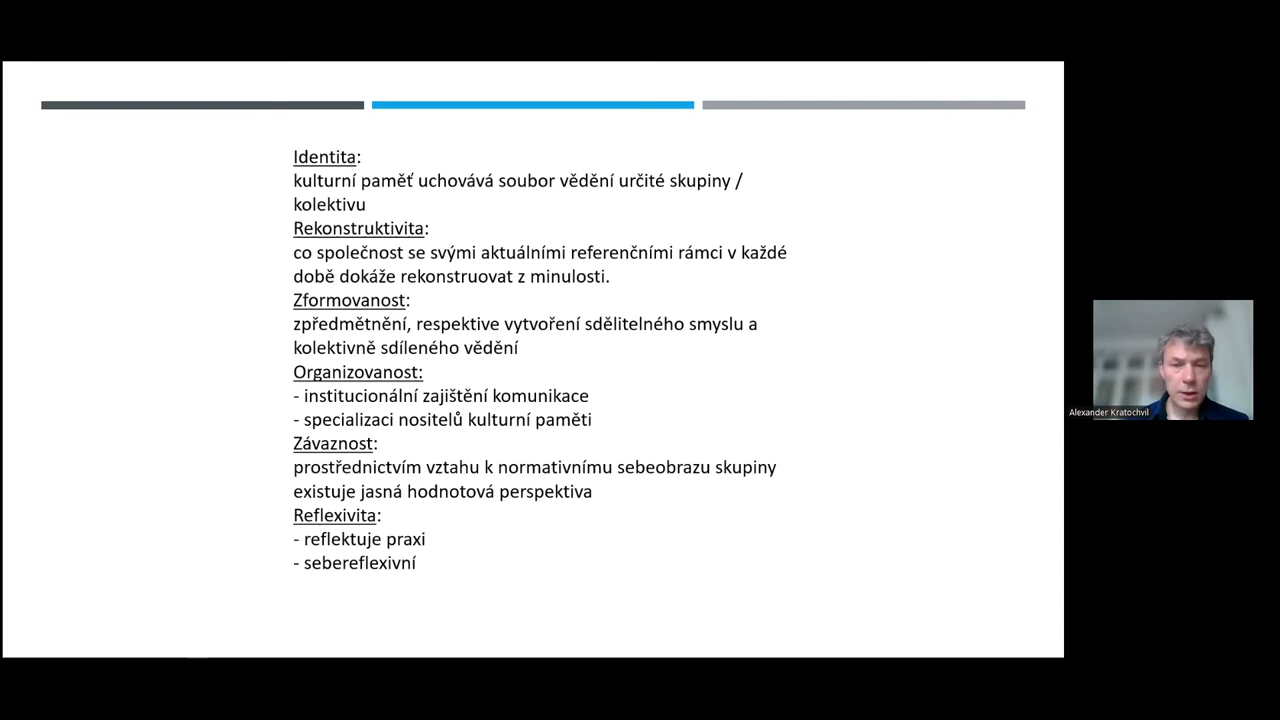 Identita:
kulturní paměť uchovává soubor vědění určité skupiny /
kolektivu
Rekonstruktivita:
co společnost se svými aktuálními referenčními rámci v každé
době dokáže rekonstruovat z minulosti.
Zformovanost:
zpředmětnění, respektive vytvoření sdělitelného smyslu a
kolektivně sdíleného vědění
Organizovanost:
- institucionální zajištění komunikace
- specializaci nositelů kulturní paměti
Závaznost:
prostřednictvím vztahu k normativnímu sebeobrazu skupiny
existuje jasná hodnotová perspektiva
Reflexivita:
- reflektuje praxi
- sebereflexivní
Alexander Kratochvil